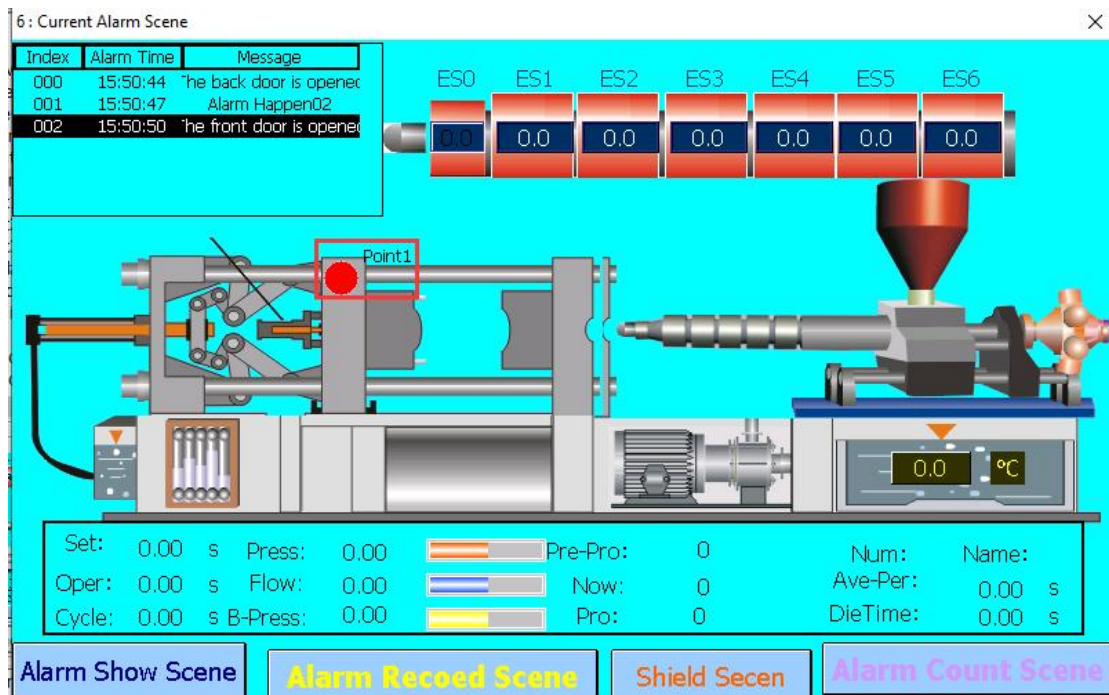 6 : Current Alarm Scene
Index Alarm Time Message
000 15:50:44 he back door is opened
001 15:50:47 Alarm Happen02
002 15:50:50 he front door is opened
ES0 ES1 ES2 ES3 ES4 ES5 ES6
0.0 0.0 0.0 0.0 0.0 0.0 0.0
Point1
0.0 °C
Set: 0.00 s Press: 0.00 Pre-Pro: 0 Num: Name:
Oper: 0.00 s Flow: 0.00 Now: 0 Ave-Per: 0.00 s
Cycle: 0.00 s B-Press: 0.00 Pro: 0 DieTime: 0.00 s
Alarm Show Scene Alarm Recoed Scene Shield Secen Alarm Count Scene